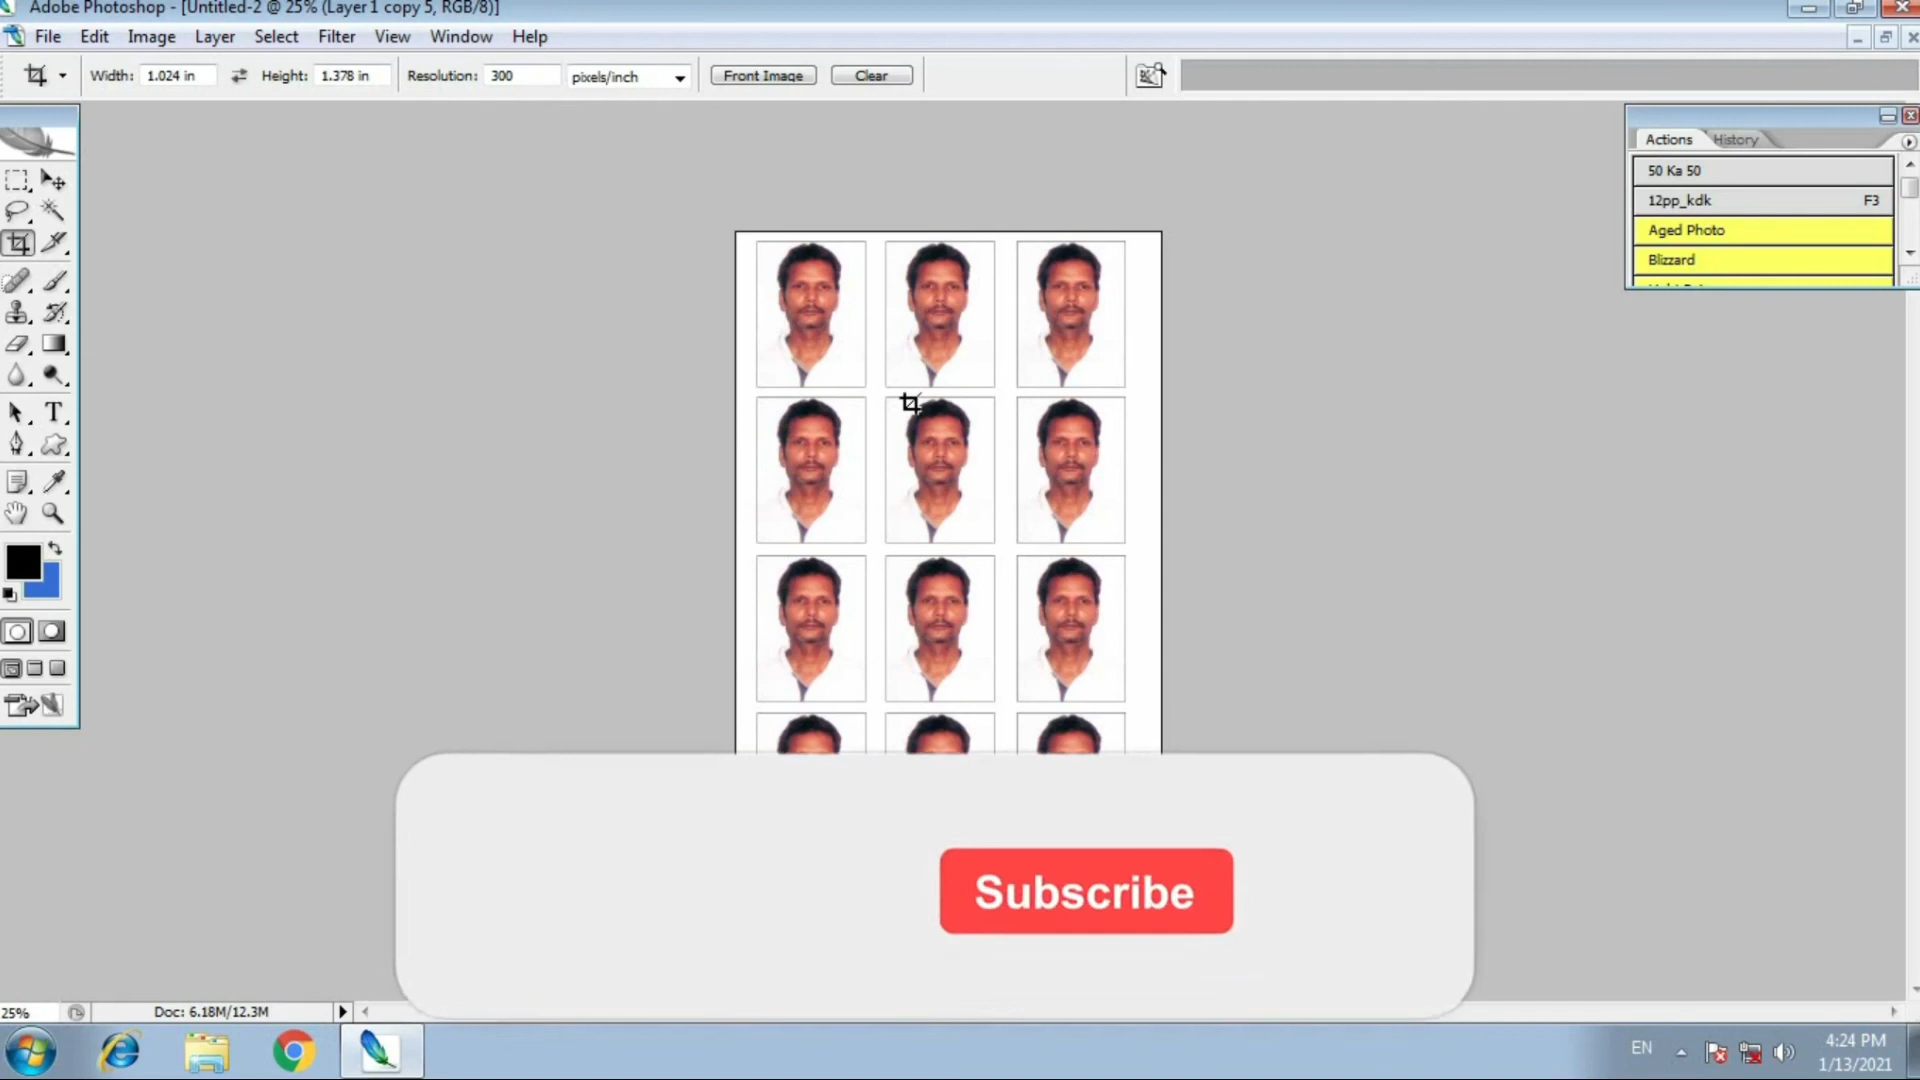 Adobe Photoshop - [Untitled-2 @ 25% (Layer 1 copy 5, RGB/8)]
File Edit Image Layer Select Filter View Window Help
Width: 1.024 in Height: 1.378 in Resolution: 300 pixels/inch Front Image Clear
Actions History
50 Ka 50
12pp_kdk F3
Aged Photo
Blizzard
T
Subscribe
25% Doc: 6.18M/12.3M
EN 4:24 PM
1/13/2021